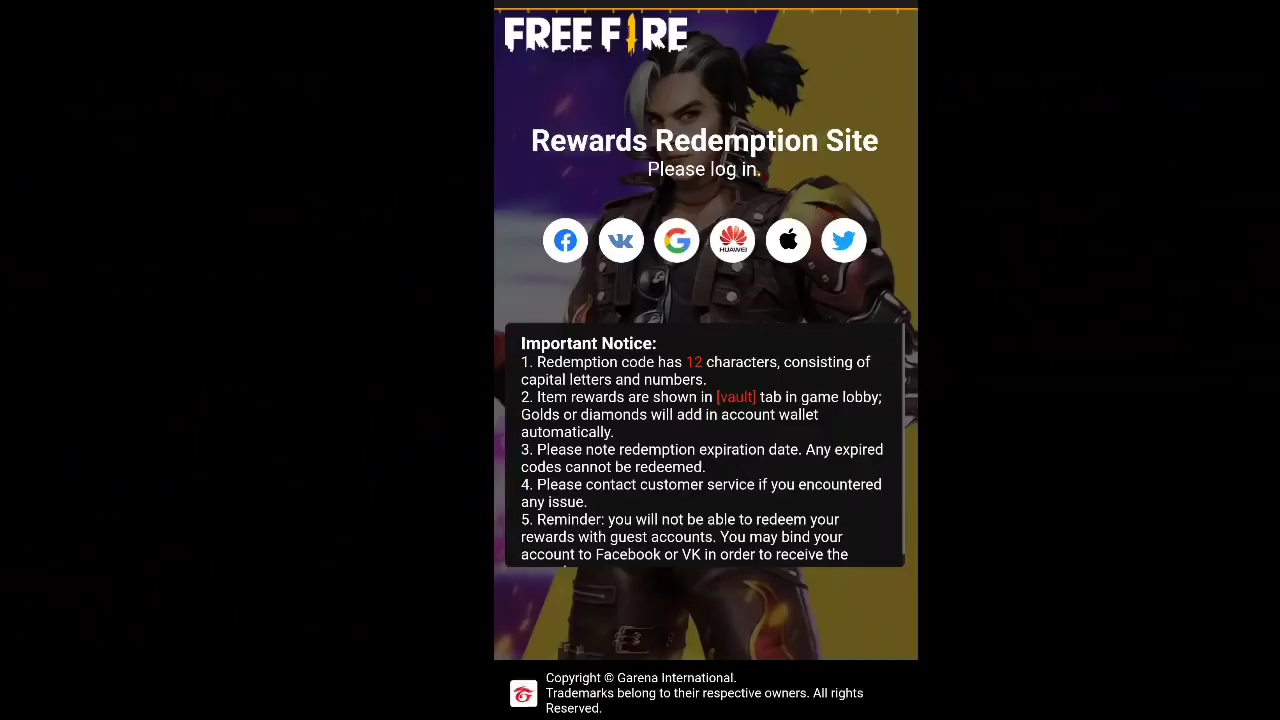 FREE FIRE
Rewards Redemption Site
Please log in.
HUAWEI
Important Notice:
1. Redemption code has 12 characters, consisting of
capital letters and numbers.
2. Item rewards are shown in [vault] tab in game lobby;
Golds or diamonds will add in account wallet
automatically.
3. Please note redemption expiration date. Any expired
codes cannot be redeemed.
4. Please contact customer service if you encountered
any issue.
5. Reminder: you will not be able to redeem your
rewards with guest accounts. You may bind your
account to Facebook or VK in order to receive the
Copyright © Garena International.
Trademarks belong to their respective owners. All rights
Reserved.